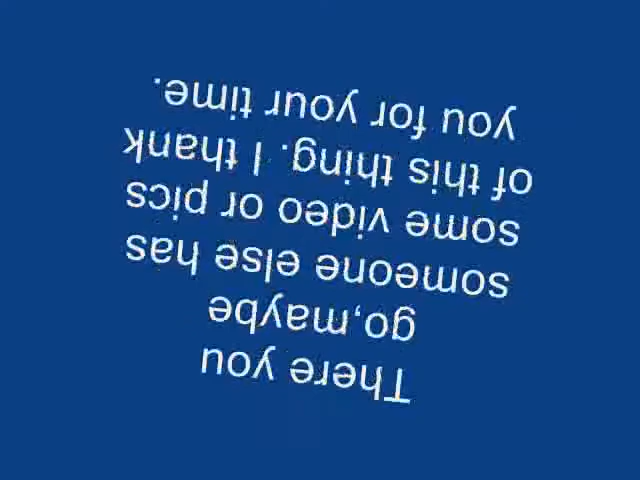 There you
go,maybe
someone else has
some video or pics
of this thing. I thank
you for your time.